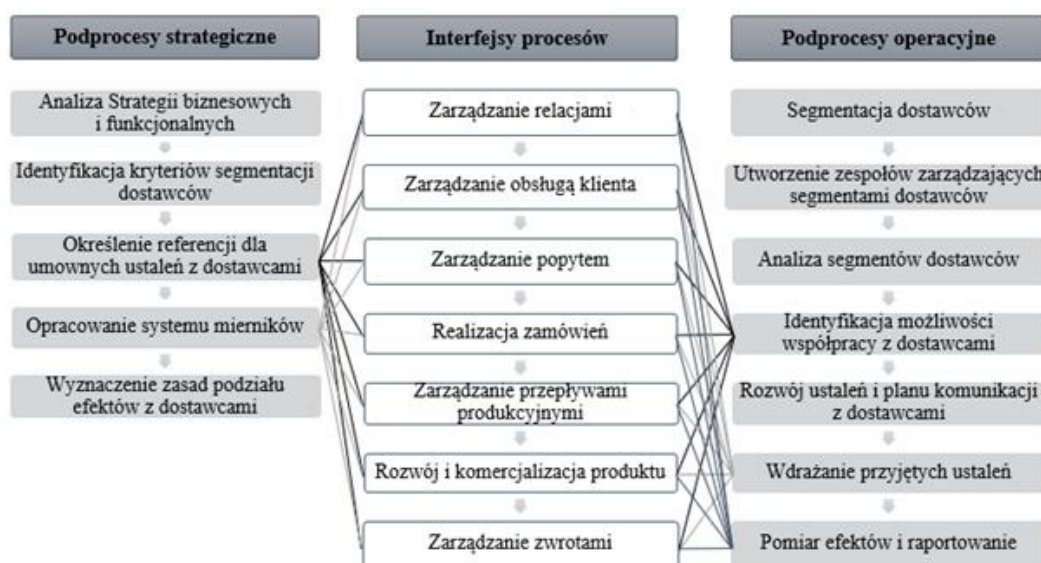 Podprocesy strategiczne
Analiza Strategii biznesowych
i funkcjonalnych
Identyfikacja kryteriów segmentacji
dostawców
Określenie referencji dla
umownych ustaleń z dostawcami
Opracowanie systemu mierników
Wyznaczenie zasad podziału
efektów z dostawcami
Interfejsy procesów
Zarządzanie relacjami
Zarządzanie obsługą klienta
Zarządzanie popytem
Realizacja zamówień
Zarządzanie przepływami
produkcyjnymi
Rozwój i komercjalizacja produktu
Zarządzanie zwrotami
Podprocesy operacyjne
Segmentacja dostawców
Utworzenie zespołów zarządzających
segmentami dostawców
Analiza segmentów dostawców
Identyfikacja możliwości
współpracy z dostawcami
Rozwój ustaleń i planu komunikacji
z dostawcami
Wdrażanie przyjętych ustaleń
Pomiar efektów i raportowanie